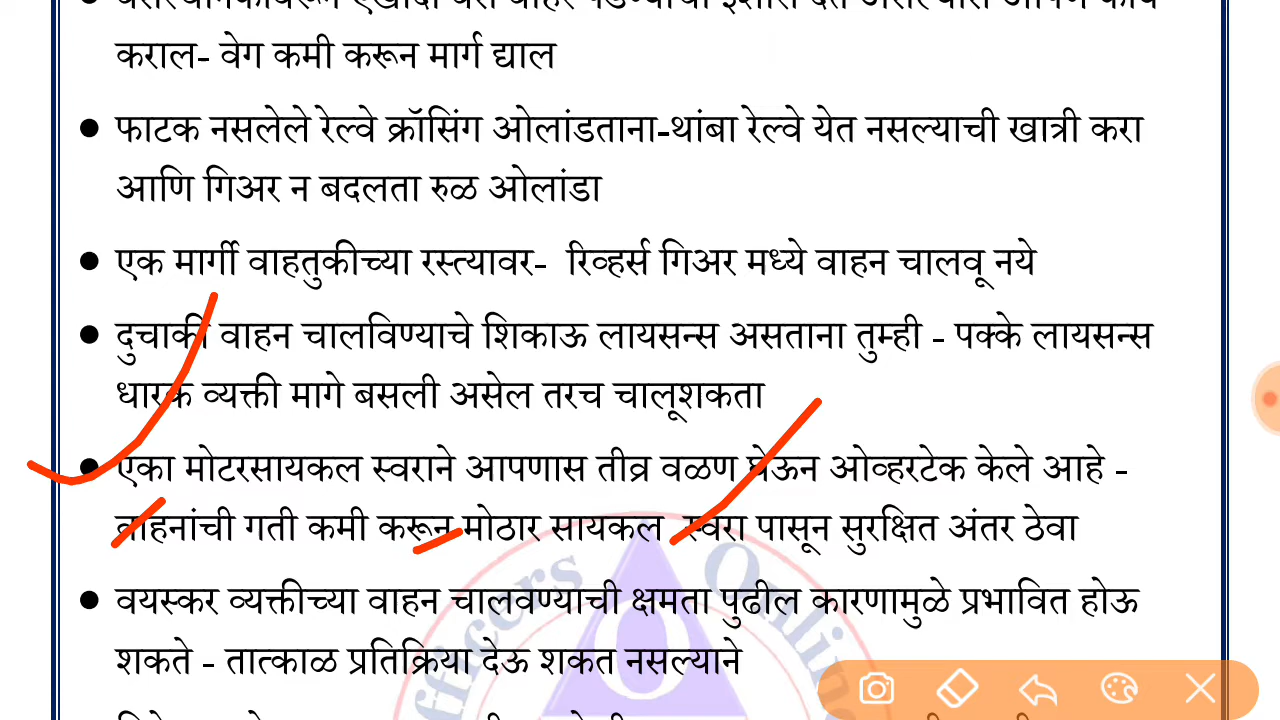 कराल- वेग कमी करून मार्ग द्याल
● फाटक नसलेले रेल्वे क्रॉसिंग ओलांडताना-थांबा रेल्वे येत नसल्याची खात्री करा
आणि गिअर न बदलता रुळ ओलांडा
● एक मार्गी वाहतुकीच्या रस्त्यावर- रिव्हर्स गिअर मध्ये वाहन चालवू नये
● दुचाकी वाहन चालविण्याचे शिकाऊ लायसन्स असताना तुम्ही - पक्के लायसन्स
धारक व्यक्ती मागे बसली असेल तरच चालूशकता
● एका मोटरसायकल स्वराने आपणास तीव्र वळण घेऊन ओव्हरटेक केले आहे -
वाहनांची गती कमी करून मोठार सायकल स्वरा पासून सुरक्षित अंतर ठेवा
● वयस्कर व्यक्तीच्या वाहन चालवण्याची क्षमता पुढील कारणामुळे प्रभावित होऊ
शकते - तात्काळ प्रतिक्रिया देऊ शकत नसल्याने